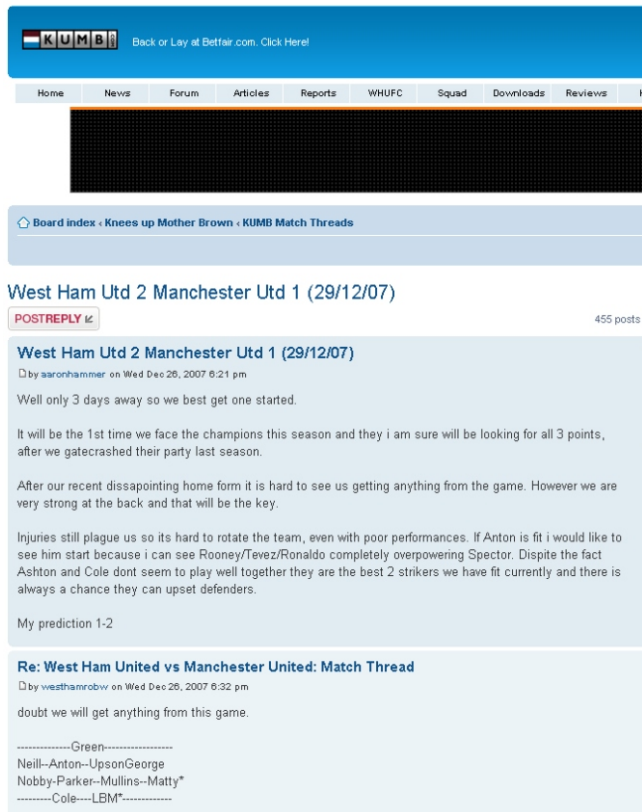 KUMB
Back or Lay at Betfair.com. Click Here!
Home News Forum Articles Reports WHUFC Squad Downloads Reviews
Board index ‹ Knees up Mother Brown ‹ KUMB Match Threads
West Ham Utd 2 Manchester Utd 1 (29/12/07)
POSTREPLY
455 posts
West Ham Utd 2 Manchester Utd 1 (29/12/07)
by aaronhammer on Wed Dec 26, 2007 6:21 pm
Well only 3 days away so we best get one started.
It will be the 1st time we face the champions this season and they i am sure will be looking for all 3 points,
after we gatecrashed their party last season.
After our recent dissapointing home form it is hard to see us getting anything from the game. However we are
very strong at the back and that will be the key.
Injuries still plague us so its hard to rotate the team, even with poor performances. If Anton is fit i would like to
see him start because i can see Rooney/Tevez/Ronaldo completely overpowering Spector. Dispite the fact
Ashton and Cole dont seem to play well together they are the best 2 strikers we have fit currently and there is
always a chance they can upset defenders.
My prediction 1-2
Re: West Ham United vs Manchester United: Match Thread
by westhamrobw on Wed Dec 26, 2007 6:32 pm
doubt we will get anything from this game.
--------------Green------------------
Neill--Anton--UpsonGeorge
Nobby-Parker--Mullins--Matty*
---------Cole----LBM*-------------